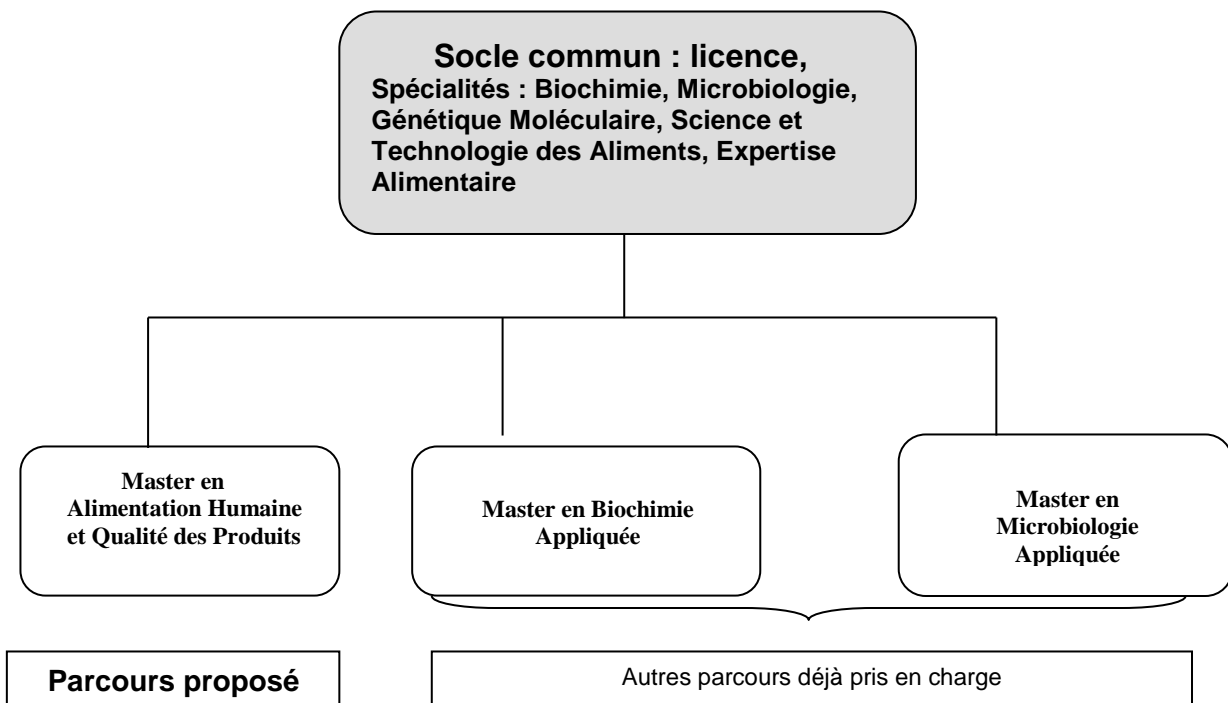 Socle commun : licence,
Spécialités : Biochimie, Microbiologie,
Génétique Moléculaire, Science et
Technologie des Aliments, Expertise
Alimentaire
Master en
Alimentation Humaine
et Qualité des Produits
Master en Biochimie
Appliquée
Master en
Microbiologie
Appliquée
Parcours proposé
Autres parcours déjà pris en charge